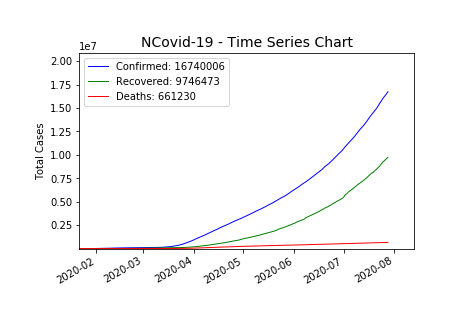 NCovid-19 - Time Series Chart
1e7
Confirmed: 16740006
Recovered: 9746473
Deaths: 661230
Total Cases
2.00
1.75
1.50
1.25
1.00
0.75
0.50
0.25
2020-02
2020-03
2020-04
2020-05
2020-06
2020-07
2020-08